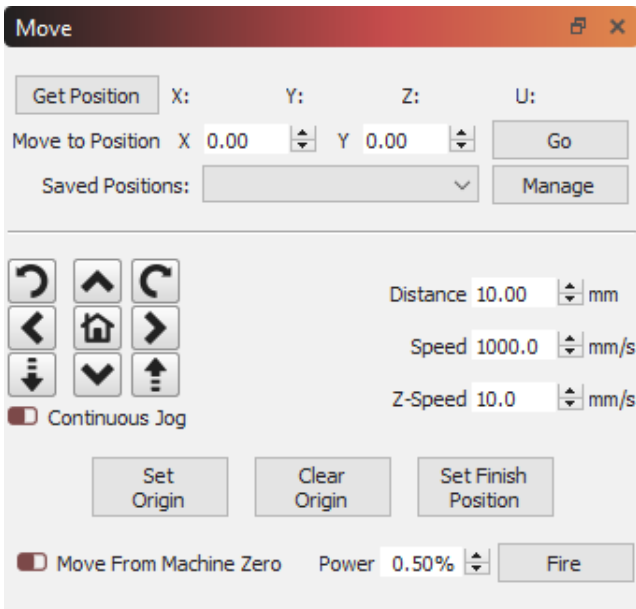 Move
Get Position X: Y: Z: U:
Move to Position X 0.00 Y 0.00 Go
Saved Positions: Manage
Distance 10.00 mm
Speed 1000.0 mm/s
Z-Speed 10.0 mm/s
Continuous Jog
Set Origin Clear Origin Set Finish Position
Move From Machine Zero Power 0.50% Fire